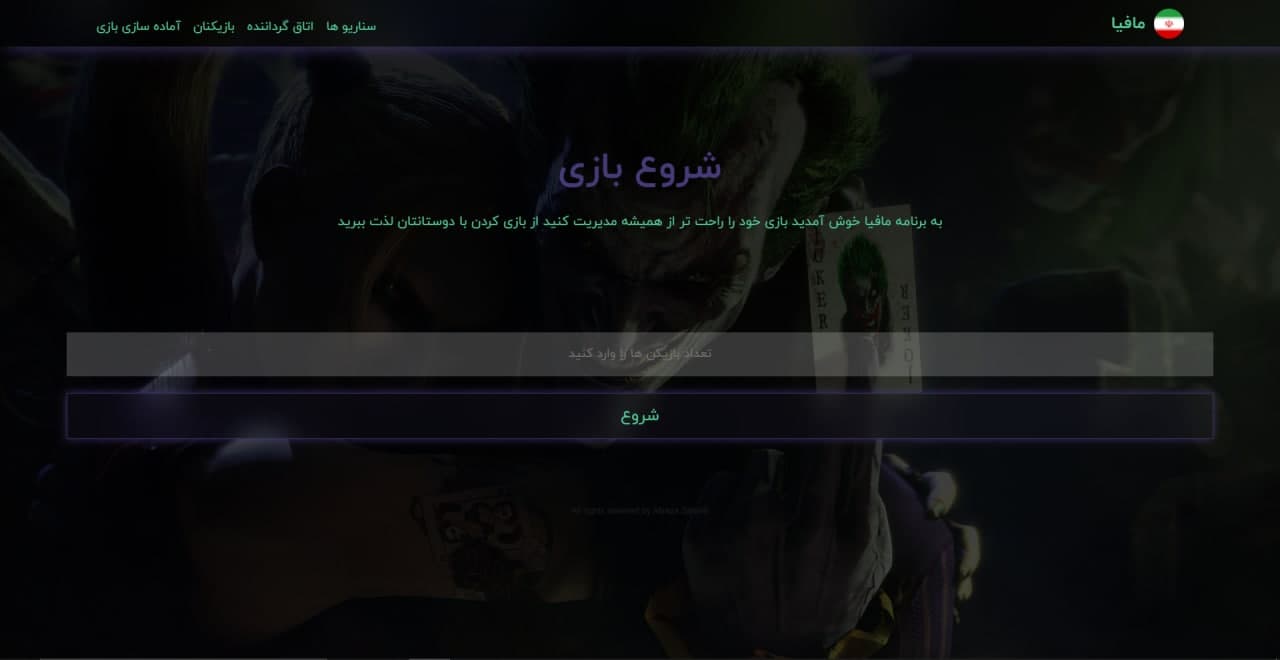 مافیا
سناریو ها   اتاق گرداننده   بازیکنان   آماده سازی بازی
شروع بازی
به برنامه مافیا خوش آمدید بازی خود را راحت تر از همیشه مدیریت کنید از بازی کردن با دوستانتان لذت ببرید
JOKER
JOKER
تعداد بازیکن ها را وارد کنید
شروع
All rights reserved by